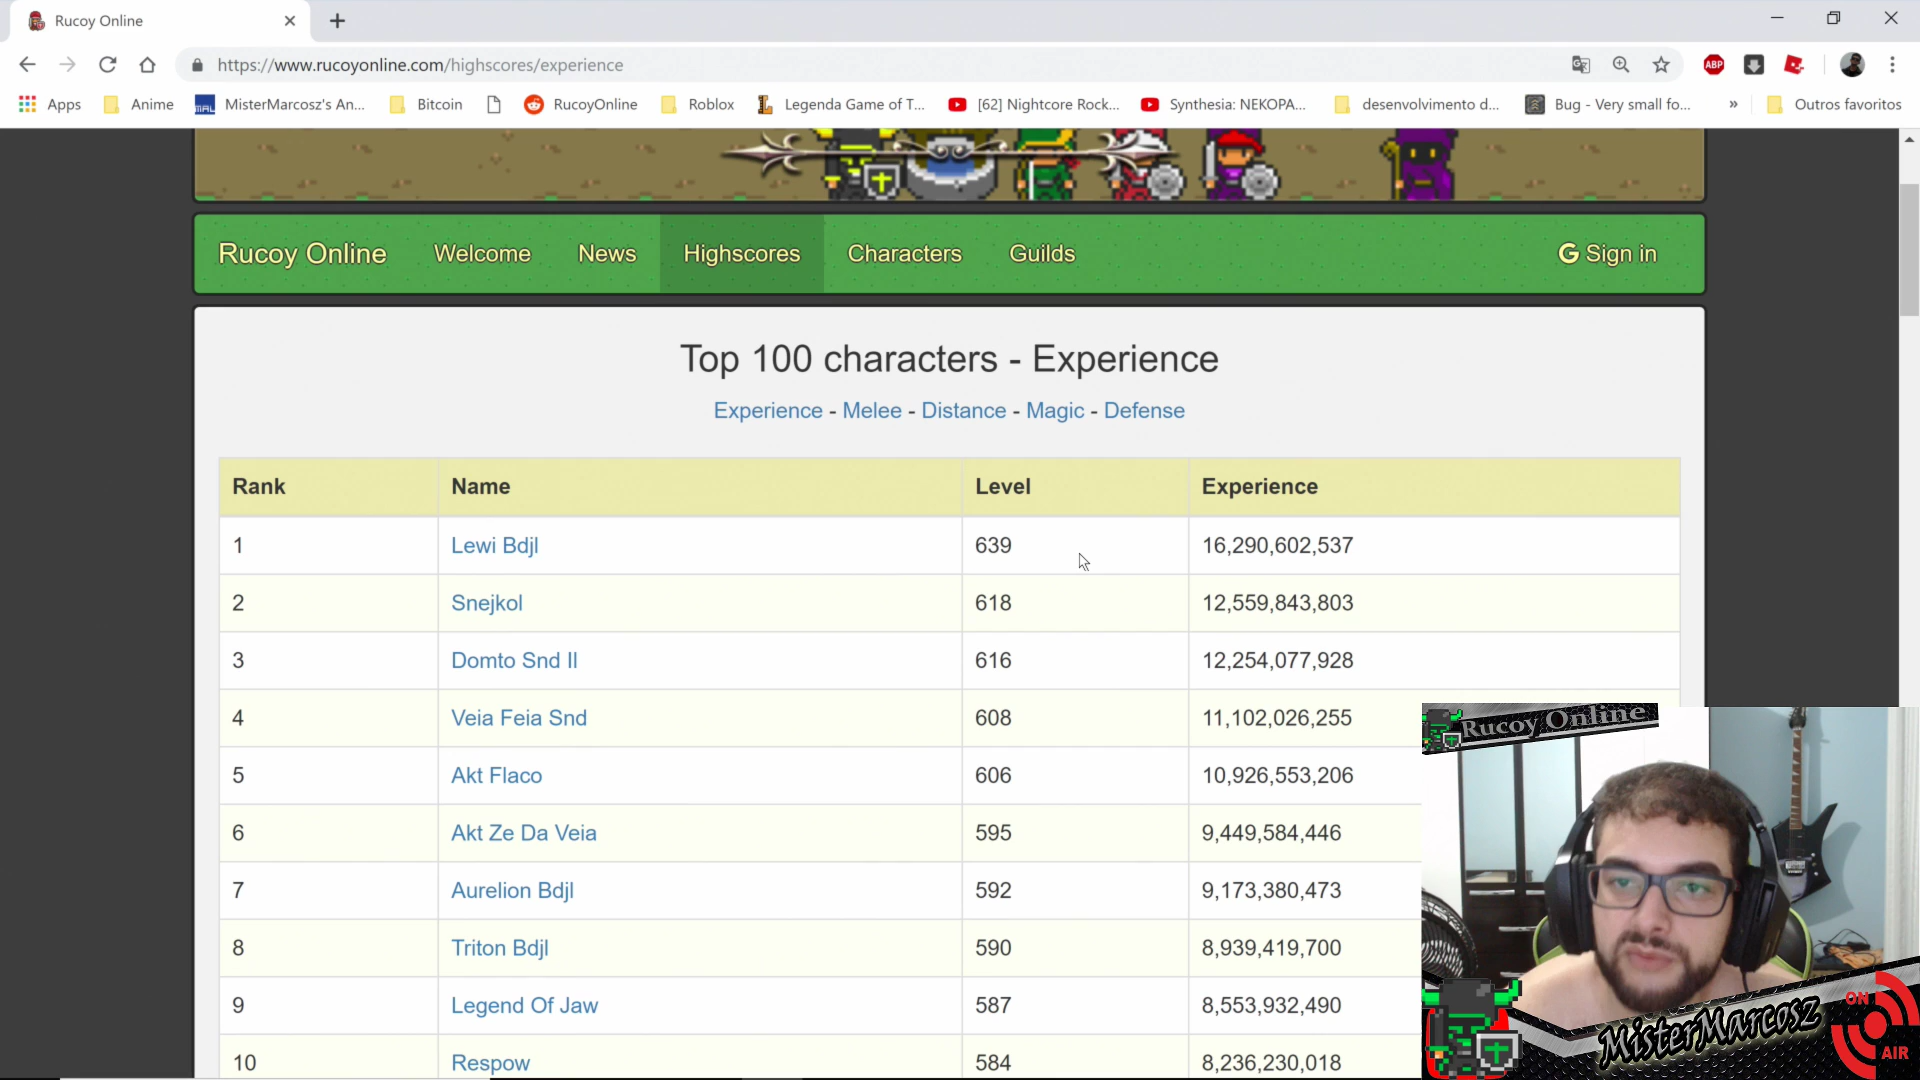 Rucoy Online
https://www.rucoyonline.com/highscores/experience
ABP
Apps Anime MAL MisterMarcosz's An... Bitcoin RucoyOnline Roblox Legenda Game of T... [62] Nightcore Rock... Synthesia: NEKOPA... desenvolvimento d... Bug - Very small fo... » Outros favoritos
Rucoy Online Welcome News Highscores Characters Guilds G Sign in
Top 100 characters - Experience
Experience - Melee - Distance - Magic - Defense
Rank Name Level Experience
1 Lewi Bdjl 639 16,290,602,537
2 Snejkol 618 12,559,843,803
3 Domto Snd II 616 12,254,077,928
4 Veia Feia Snd 608 11,102,026,255
5 Akt Flaco 606 10,926,553,206
6 Akt Ze Da Veia 595 9,449,584,446
7 Aurelion Bdjl 592 9,173,380,473
8 Triton Bdjl 590 8,939,419,700
9 Legend Of Jaw 587 8,553,932,490
10 Respow 584 8,236,230,018
Rucoy Online
MisterMarcosz
ON
AIR